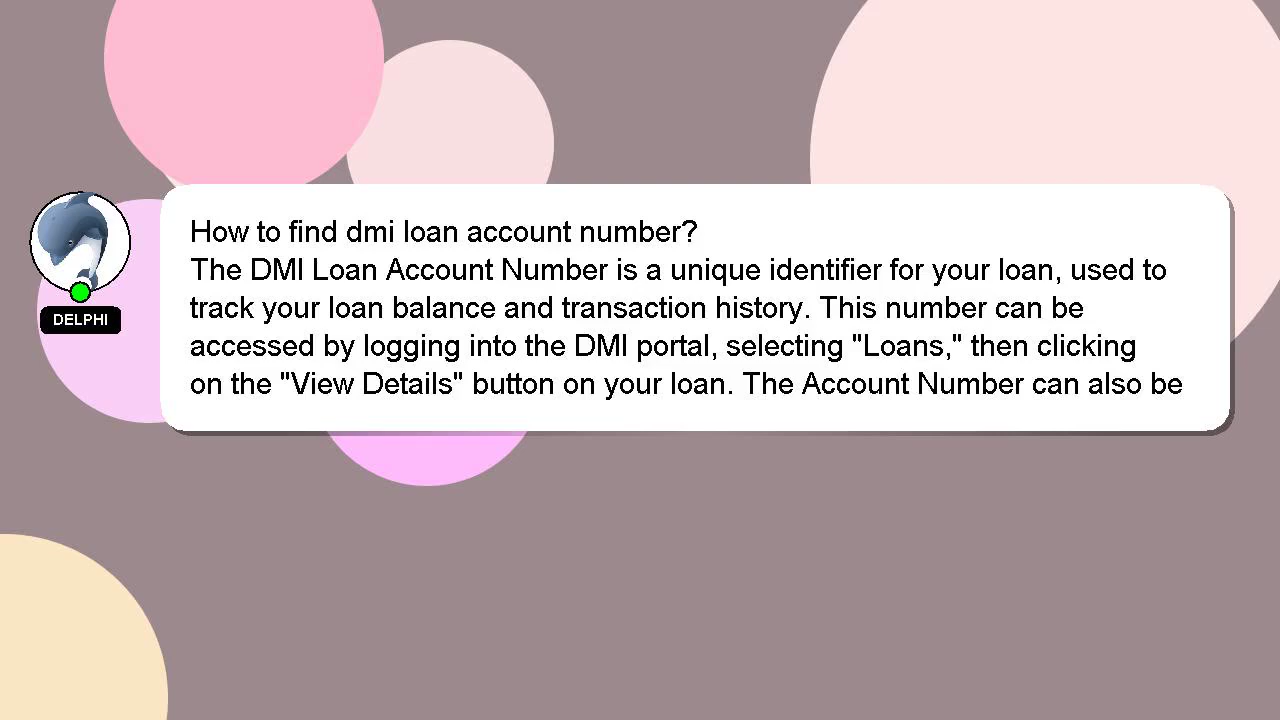 How to find dmi loan account number?
The DMI Loan Account Number is a unique identifier for your loan, used to
track your loan balance and transaction history. This number can be
accessed by logging into the DMI portal, selecting "Loans," then clicking
on the "View Details" button on your loan. The Account Number can also be
DELPHI